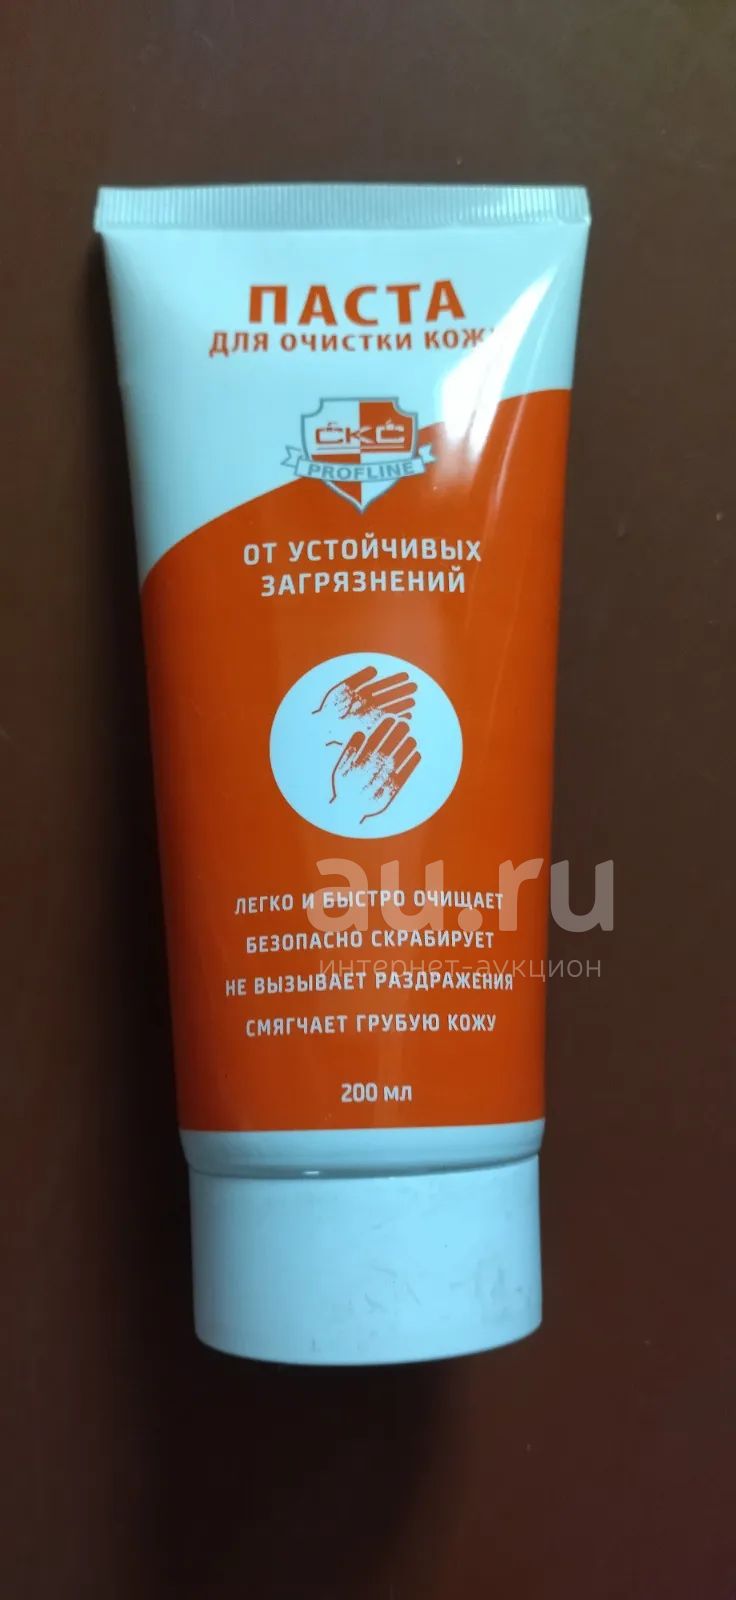 ПАСТА
ДЛЯ ОЧИСТКИ КОЖ
СКС
PROFLINE
ОТ УСТОЙЧИВЫХ
ЗАГРЯЗНЕНИЙ
ЛЕГКО И БЫСТРО ОЧИЩАЕТ
au.ru
БЕЗОПАСНО СКРАБИРУЕТ
интернет-аукцион
НЕ ВЫЗЫВАЕТ РАЗДРАЖЕНИЯ
СМЯГЧАЕТ ГРУБУЮ КОЖУ
200 мл